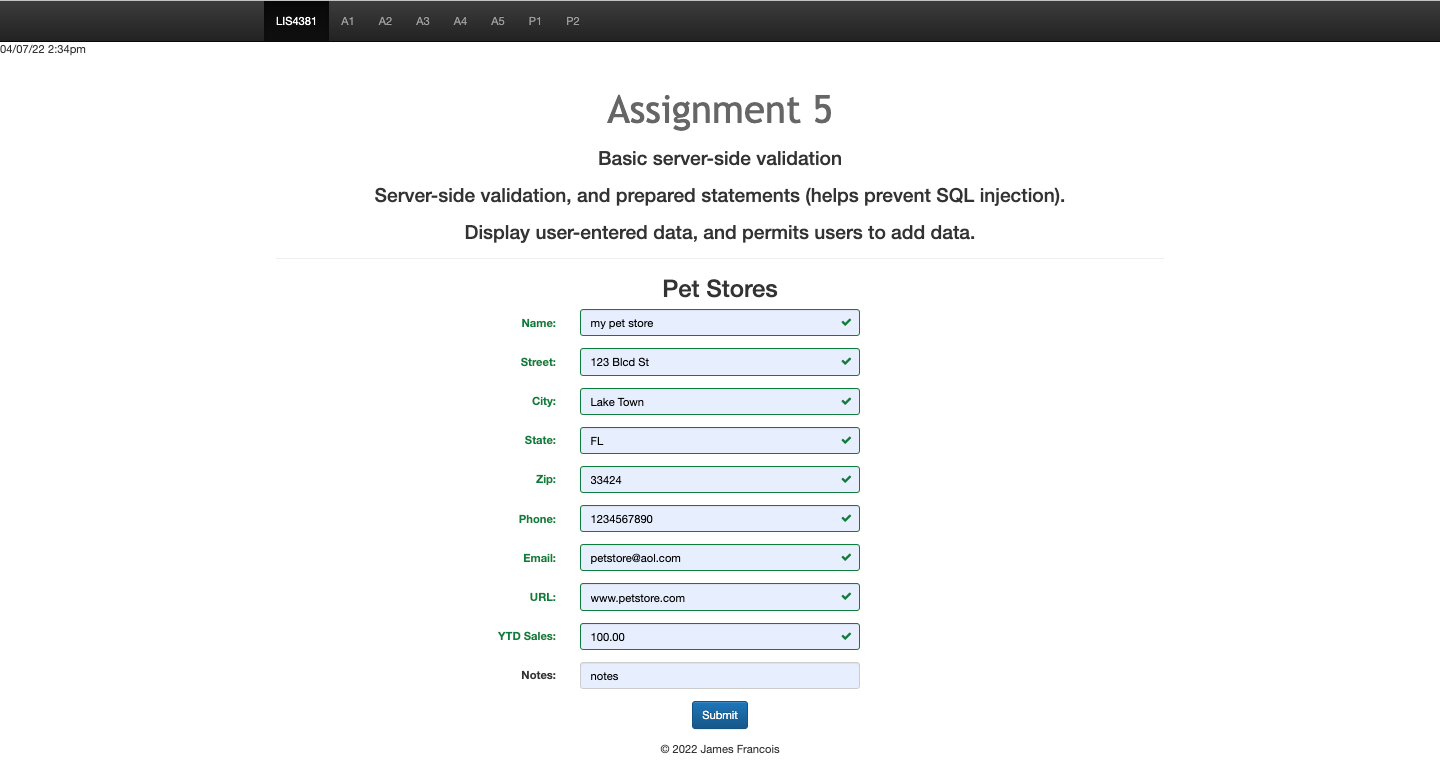 LIS4381 A1 A2 A3 A4 A5 P1 P2
04/07/22 2:34pm
Assignment 5
Basic server-side validation
Server-side validation, and prepared statements (helps prevent SQL injection).
Display user-entered data, and permits users to add data.
Pet Stores
Name: my pet store
Street: 123 Blcd St
City: Lake Town
State: FL
Zip: 33424
Phone: 1234567890
Email: petstore@aol.com
URL: www.petstore.com
YTD Sales: 100.00
Notes: notes
Submit
© 2022 James Francois